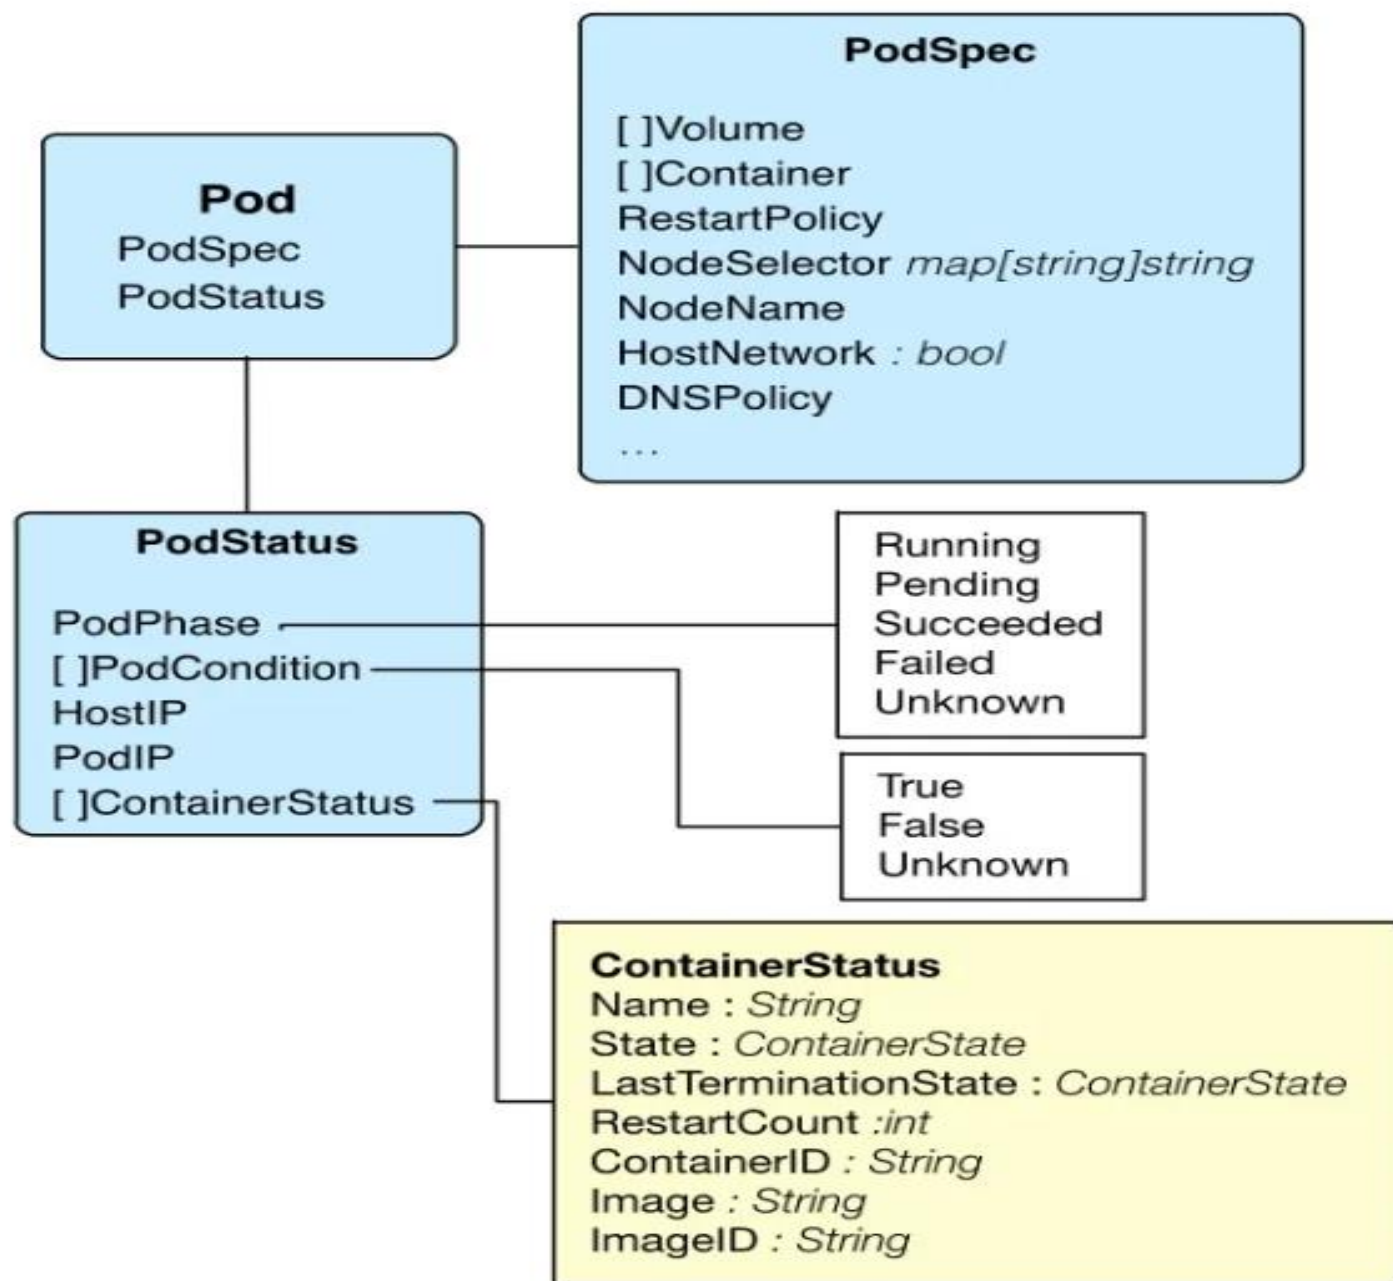 PodSpec
[ ]Volume
[ ]Container
RestartPolicy
NodeSelector map[string]string
NodeName
HostNetwork : bool
DNSPolicy
...
Pod
PodSpec
PodStatus
PodStatus
PodPhase
[ ]PodCondition
HostIP
PodIP
[ ]ContainerStatus
Running
Pending
Succeeded
Failed
Unknown
True
False
Unknown
ContainerStatus
Name : String
State : ContainerState
LastTerminationState : ContainerState
RestartCount :int
ContainerID : String
Image : String
ImageID : String